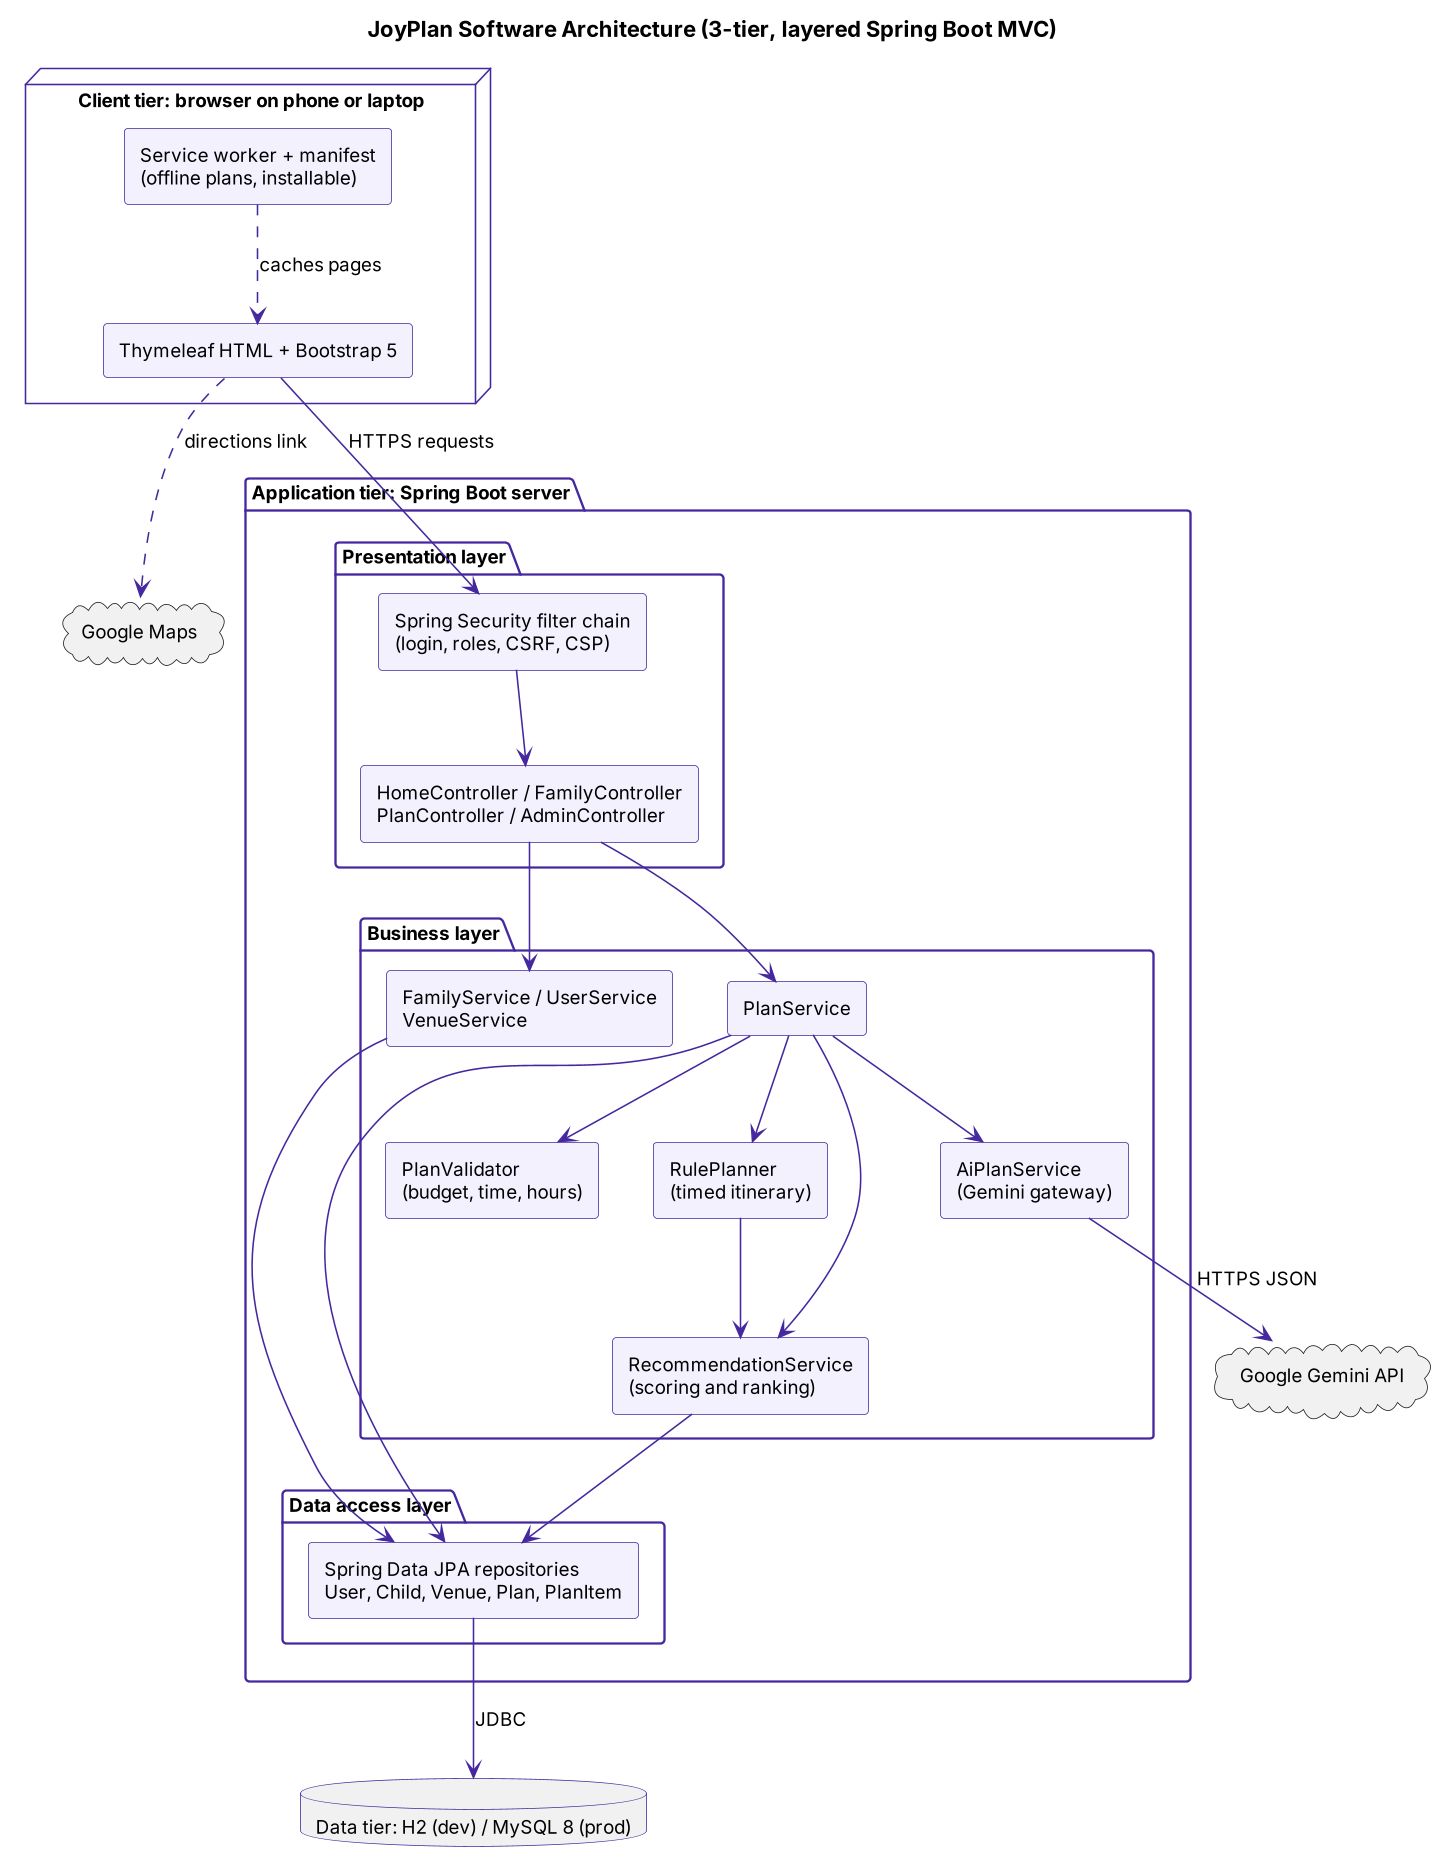 JoyPlan Software Architecture (3-tier, layered Spring Boot MVC)
Client tier: browser on phone or laptop
Service worker + manifest
(offline plans, installable)
caches pages
Thymeleaf HTML + Bootstrap 5
directions link
HTTPS requests
Application tier: Spring Boot server
Presentation layer
Spring Security filter chain
(login, roles, CSRF, CSP)
Google Maps
HomeController / FamilyController
PlanController / AdminController
Business layer
FamilyService / UserService
VenueService
PlanService
PlanValidator
(budget, time, hours)
RulePlanner
(timed itinerary)
AiPlanService
(Gemini gateway)
HTTPS JSON
RecommendationService
(scoring and ranking)
Google Gemini API
Data access layer
Spring Data JPA repositories
User, Child, Venue, Plan, PlanItem
JDBC
Data tier: H2 (dev) / MySQL 8 (prod)